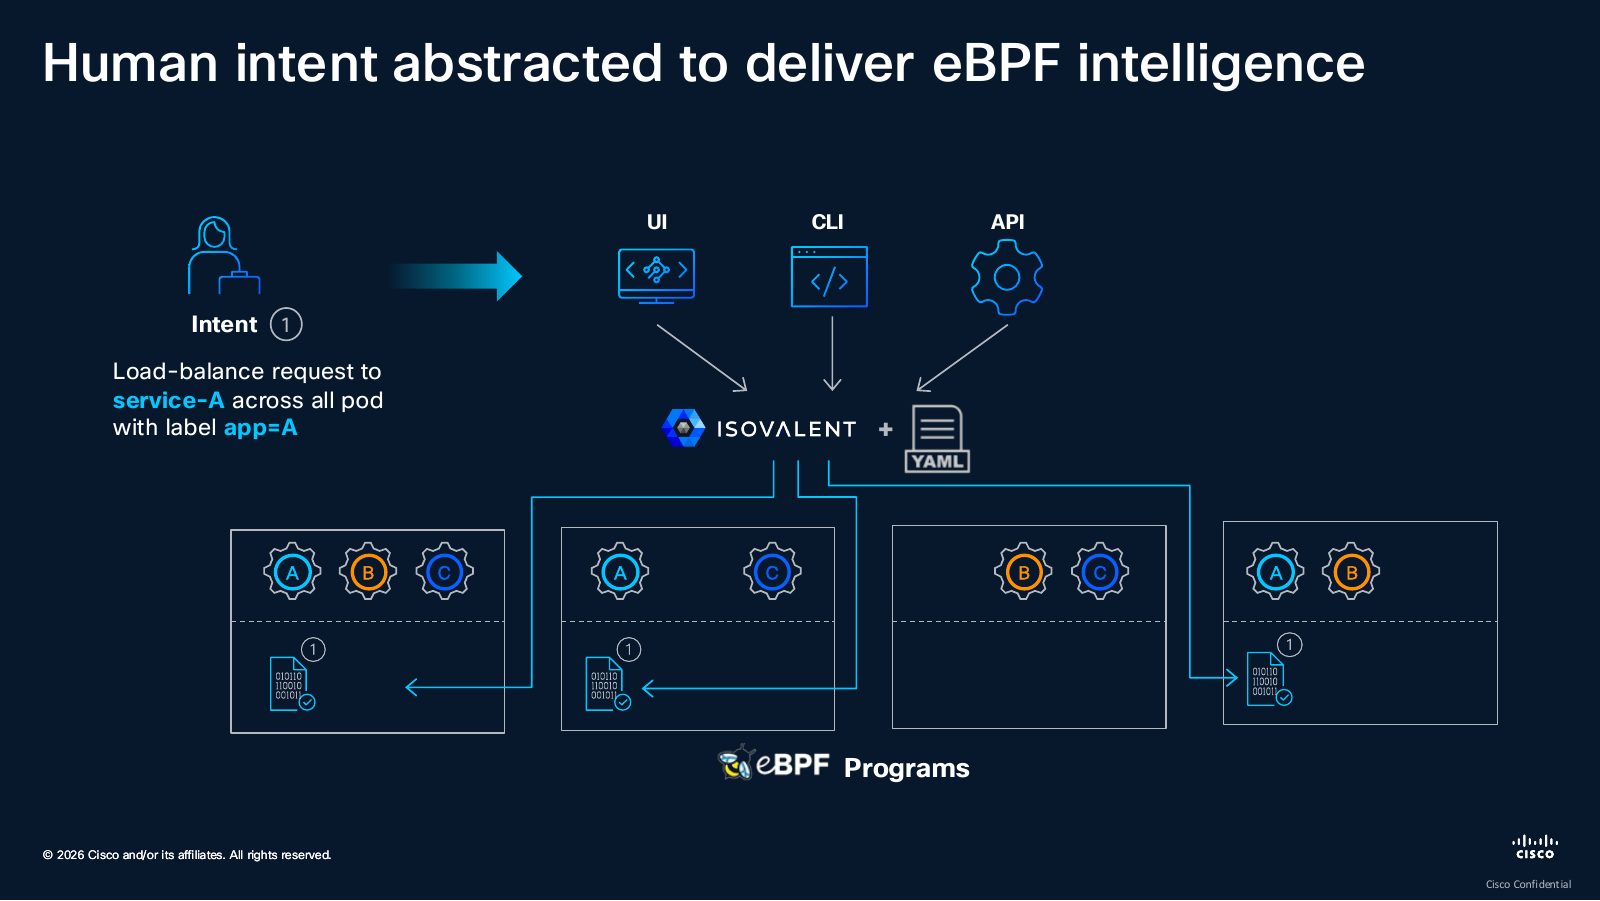 Human intent abstracted to deliver eBPF intelligence
UI
CLI
API
Intent 1
Load-balance request to
service-A across all pod
with label app=A
ISOVALENT + YAML
A B C
A C
B C
A B
1
010110
110010
001011
1
010110
110010
001011
1
010110
110010
001011
eBPF Programs
© 2026 Cisco and/or its affiliates. All rights reserved.
CISCO
Cisco Confidential